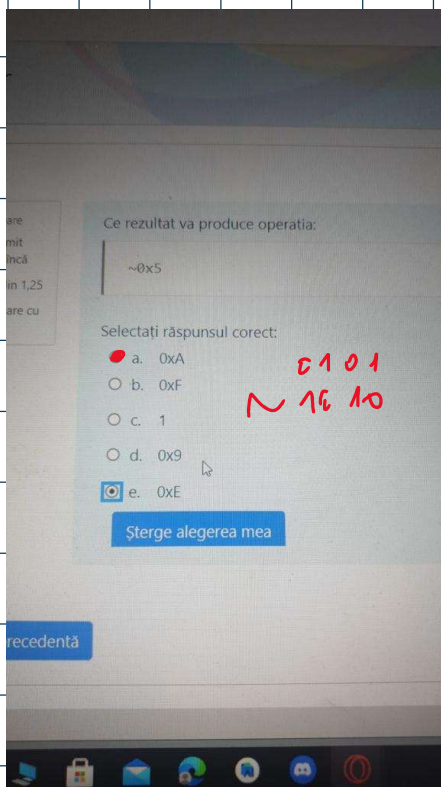 are
mit
încă
in 1,25
are cu
Ce rezultat va produce operatia:
~0x5
Selectați răspunsul corect:
a. 0xA
b. 0xF
c. 1
d. 0x9
e. 0xE
0101
~ 10
Șterge alegerea mea
recedentă